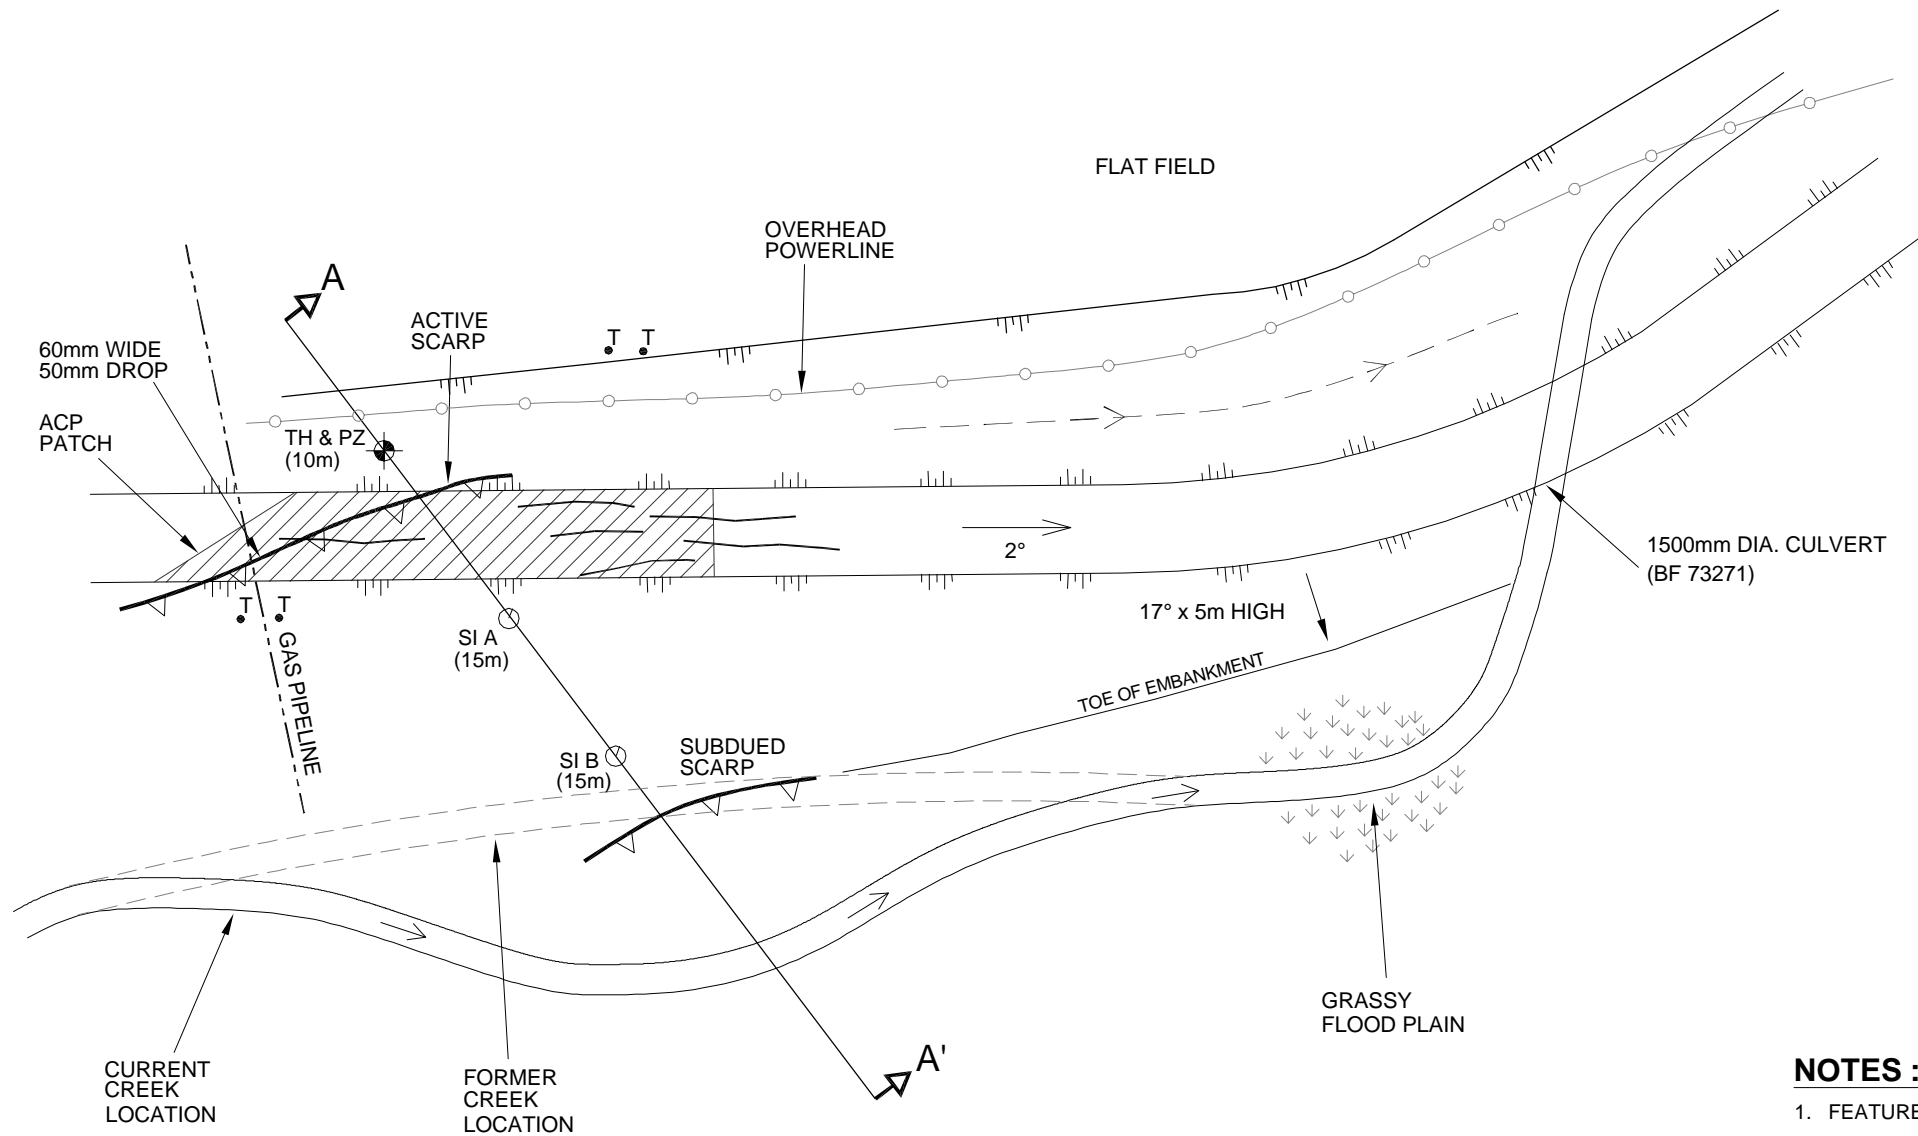 FLAT FIELD
OVERHEAD
POWERLINE
A
ACTIVE
SCARP
T T
60mm WIDE
50mm DROP
ACP
PATCH
TH & PZ
(10m)
2°
1500mm DIA. CULVERT
(BF 73271)
T T
17° x 5m HIGH
SI A
(15m)
GAS PIPELINE
TOE OF EMBANKMENT
SUBDUED
SCARP
SI B
(15m)
GRASSY
FLOOD PLAIN
A'
CURRENT
CREEK
LOCATION
FORMER
CREEK
LOCATION
NOTES :
1. FEATURE